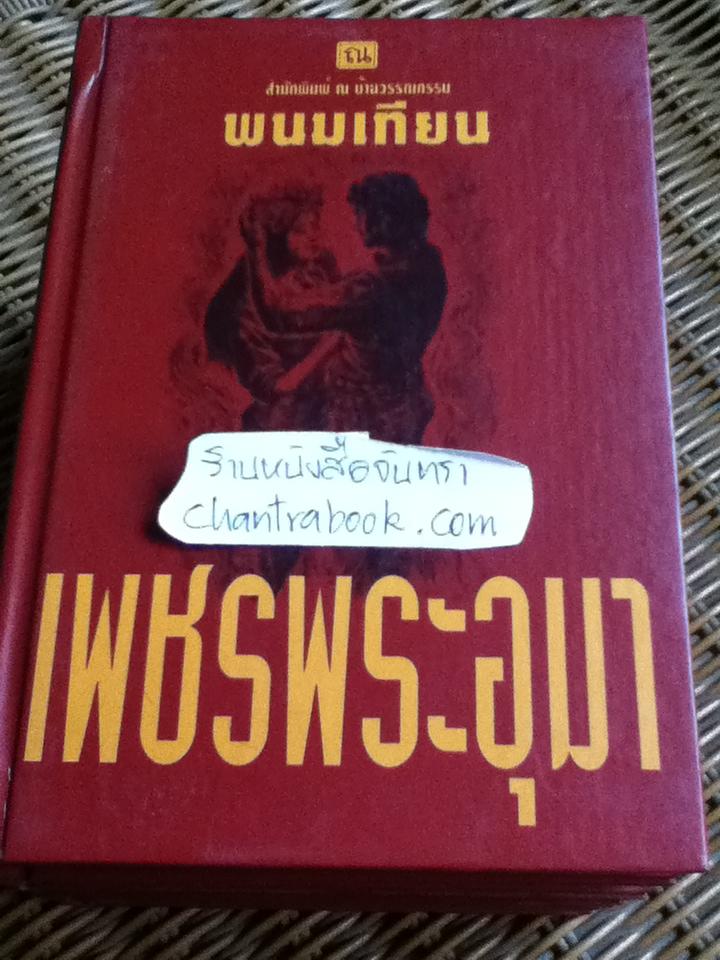 ณ
สำนักพิมพ์ ณ บ้านวรรณกรรม
พนมเทียน
ร้านหนังสือจันทรา
chantrabook.com
เพชรพระอุมา